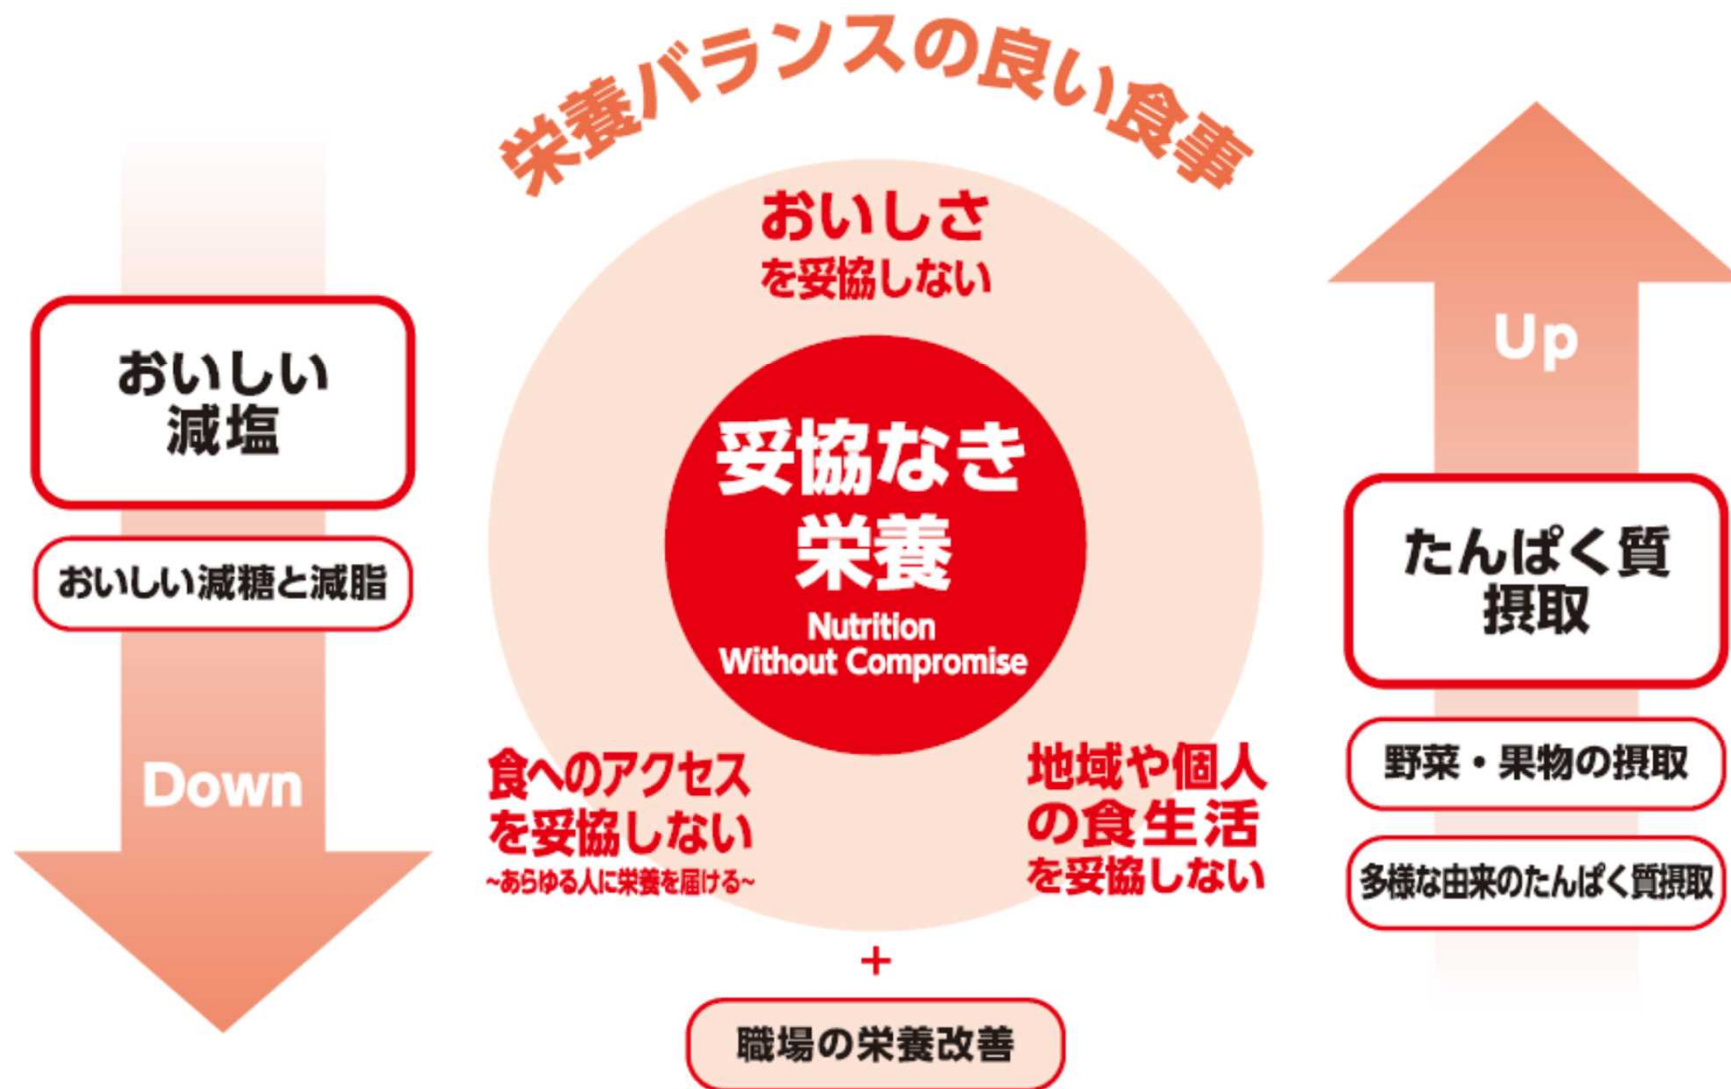 栄養バランスの良い食事
おいしい
減塩
おいしい減糖と減脂
Down
おいしさ
を妥協しない
妥協なき
栄養
Nutrition
Without Compromise
食へのアクセス
を妥協しない
~あらゆる人に栄養を届ける~
地域や個人
の食生活
を妥協しない
+
職場の栄養改善
Up
たんぱく質
摂取
野菜・果物の摂取
多様な由来のたんぱく質摂取